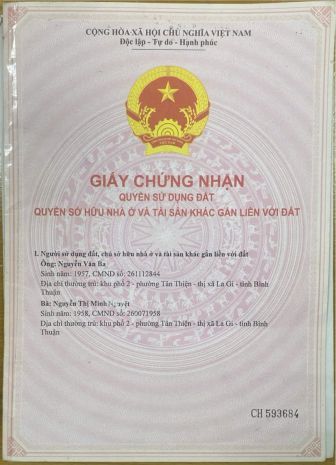 CỘNG HÒA XÃ HỘI CHỦ NGHĨA VIỆT NAM
Độc lập - Tự do - Hạnh phúc
GIẤY CHỨNG NHẬN
QUYỀN SỬ DỤNG ĐẤT
QUYỀN SỞ HỮU NHÀ Ở VÀ TÀI SẢN KHÁC GẮN LIỀN VỚI ĐẤT
I. Người sử dụng đất, chủ sở hữu nhà ở và tài sản khác gắn liền với đất
Ông: Nguyễn Văn Ba
Sinh năm: 1957, CMND số: 261112844
Địa chỉ thường trú: khu phố 2 - phường Tân Thiện - thị xã La Gi - tỉnh Bình
Thuận
Bà: Nguyễn Thị Minh Nguyệt
Sinh năm: 1958, CMND số: 260071958
Địa chỉ thường trú: khu phố 2 - phường Tân Thiện - thị xã La Gi - tỉnh Bình
Thuận
CH 593684